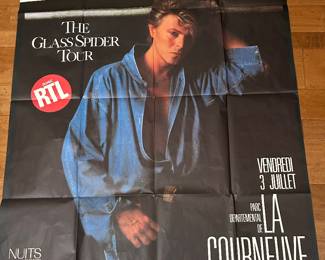 THE
GLASS SPIDER
TOUR
RTL
VENDREDI
3 JUILLET
PARC
DÉPARTEMENTAL
DE
LA
COURNEUVE
NUITS